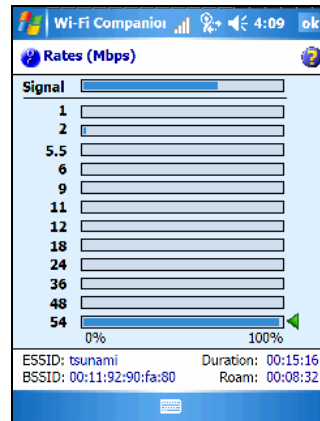 Wi-Fi Companior 4:09 ok
Rates (Mbps)
Signal
1
2
5.5
6
9
11
12
18
24
36
48
54
0% 100%
ESSID: tsunami Duration: 00:15:16
BSSID: 00:11:92:90:fa:80 Roam: 00:08:32